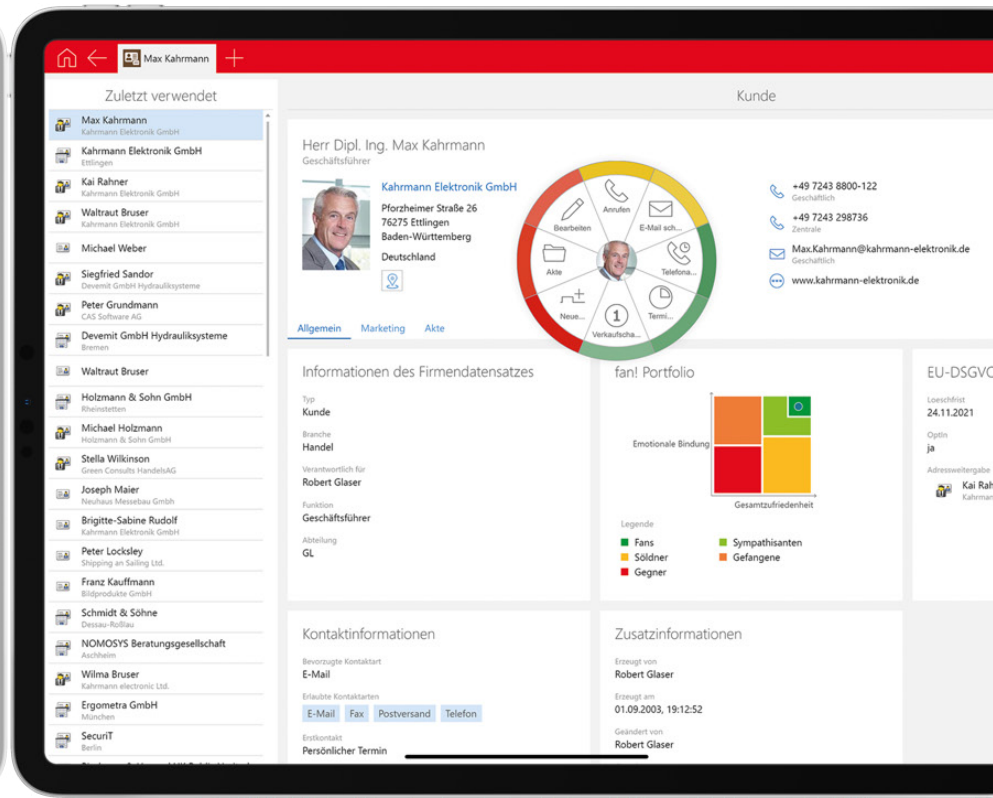 Max Kahrmann
Zuletzt verwendet
Max Kahrmann
Kahrmann Elektronik GmbH
Kahrmann Elektronik GmbH
Ettlingen
Kai Rahner
Kahrmann Elektronik GmbH
Waltraut Bruser
Kahrmann Elektronik GmbH
Michael Weber
Siegfried Sandor
Devemit GmbH Hydrauliksysteme
Peter Grundmann
CAS Software AG
Devemit GmbH Hydrauliksysteme
Bremen
Waltraut Bruser
Holzmann & Sohn GmbH
Rheinstetten
Michael Holzmann
Holzmann & Sohn GmbH
Stella Wilkinson
Green Consults HandelsAG
Joseph Maier
Neuhaus Messebau Gmbh
Brigitte-Sabine Rudolf
Kahrmann Elektronik GmbH
Peter Locksley
Shipping an Sailing Ltd.
Franz Kauffmann
Bildprodukte GmbH
Schmidt & Söhne
Dessau-Roßlau
NOMOSYS Beratungsgesellschaft
Aschheim
Wilma Bruser
Kahrmann electronic Ltd.
Ergometra GmbH
München
SecuriT
Berlin
Kunde
Herr Dipl. Ing. Max Kahrmann
Geschäftsführer
Kahrmann Elektronik GmbH
Pforzheimer Straße 26
76275 Ettlingen
Baden-Württemberg
Deutschland
Anrufen
E-Mail sch...
Telefona...
Termi...
1
Verkaufscha...
Neue...
Akte
Bearbeiten
+49 7243 8800-122
Geschäftlich
+49 7243 298736
Zentrale
Max.Kahrmann@kahrmann-elektronik.de
Geschäftlich
www.kahrmann-elektronik.de
Allgemein Marketing Akte
Informationen des Firmendatensatzes
Typ
Kunde
Branche
Handel
Verantwortlich für
Robert Glaser
Funktion
Geschäftsführer
Abteilung
GL
fan! Portfolio
Emotionale Bindung
Gesamtzufriedenheit
Legende
Fans Sympathisanten
Söldner Gefangene
Gegner
EU-DSGVO
Loeschfrist
24.11.2021
OptIn
ja
Adressweitergabe
Kai Rah
Kahrman
Kontaktinformationen
Bevorzugte Kontaktart
E-Mail
Erlaubte Kontaktarten
E-Mail Fax Postversand Telefon
Erstkontakt
Persönlicher Termin
Zusatzinformationen
Erzeugt von
Robert Glaser
Erzeugt am
01.09.2003, 19:12:52
Geändert von
Robert Glaser